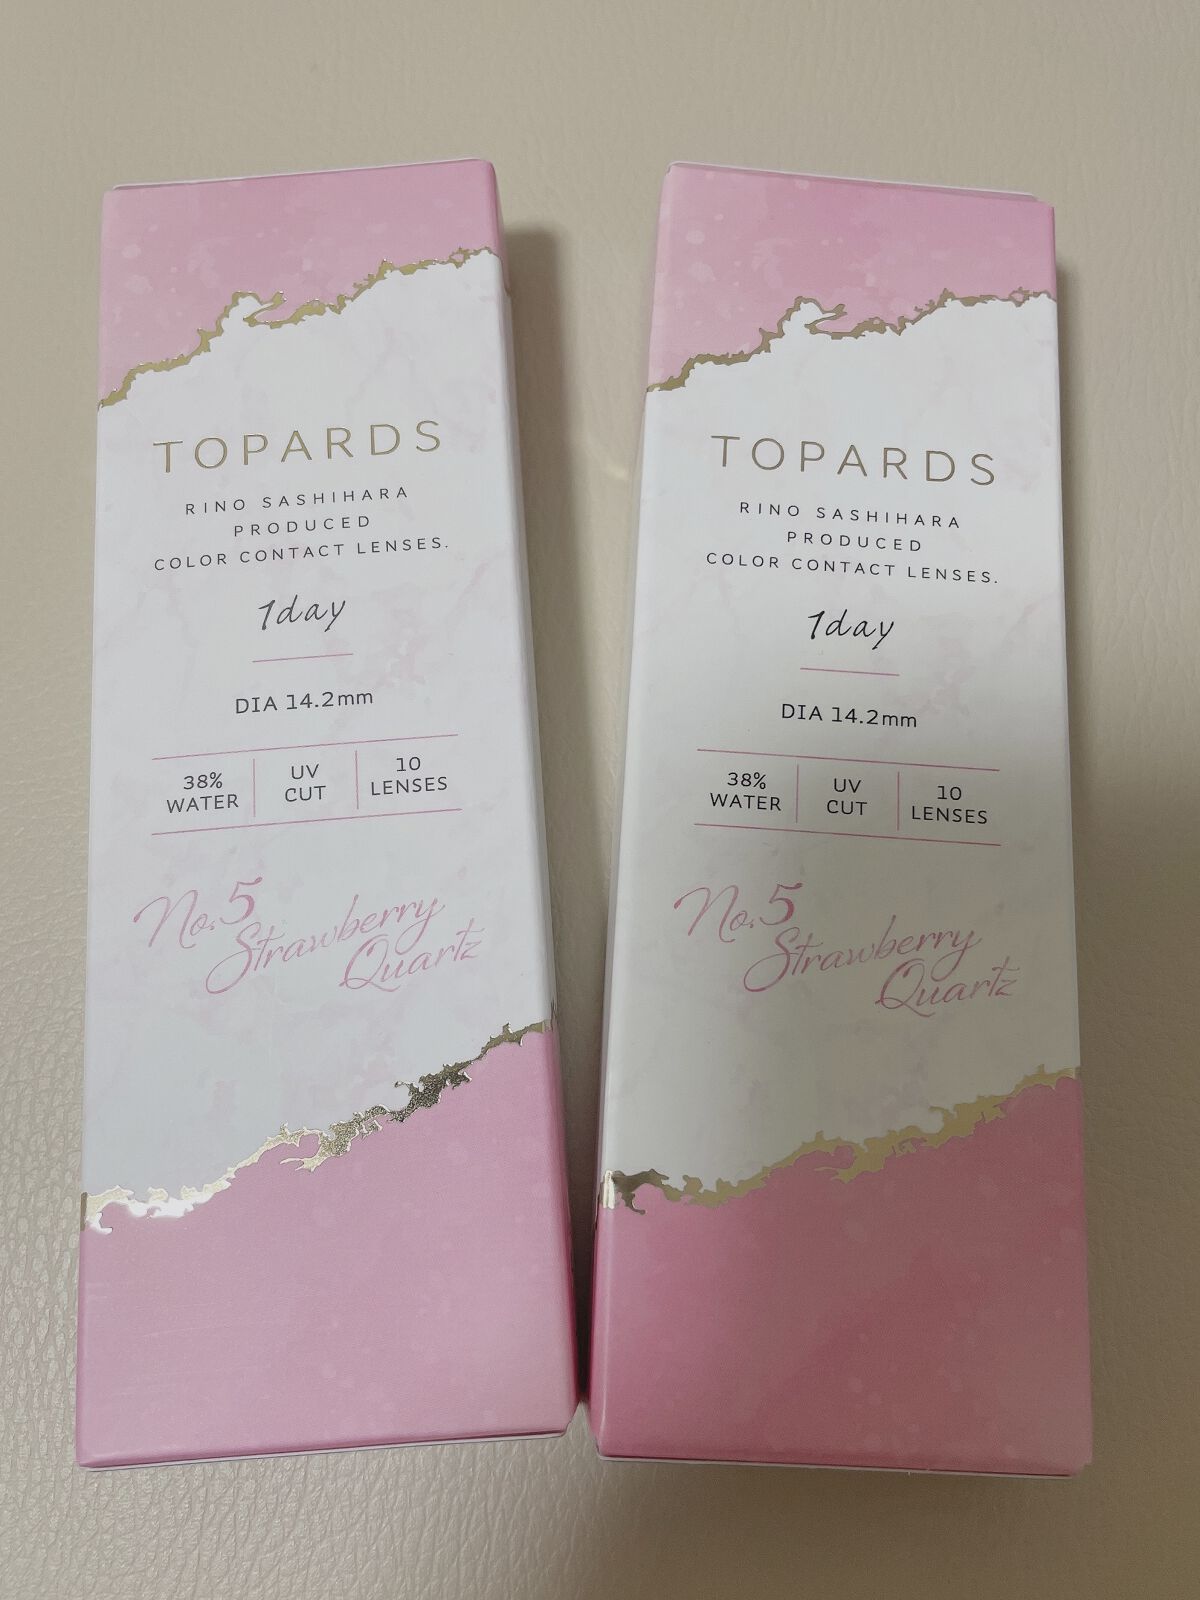 TOPARDS
RINO SASHIHARA
PRODUCED
COLOR CONTACT LENSES.
1day
DIA 14.2mm
38%
WATER
UV
CUT
10
LENSES
No.5
Strawberry
Quartz
TOPARDS
RINO SASHIHARA
PRODUCED
COLOR CONTACT LENSES.
1day
DIA 14.2mm
38%
WATER
UV
CUT
10
LENSES
No.5
Strawberry
Quartz